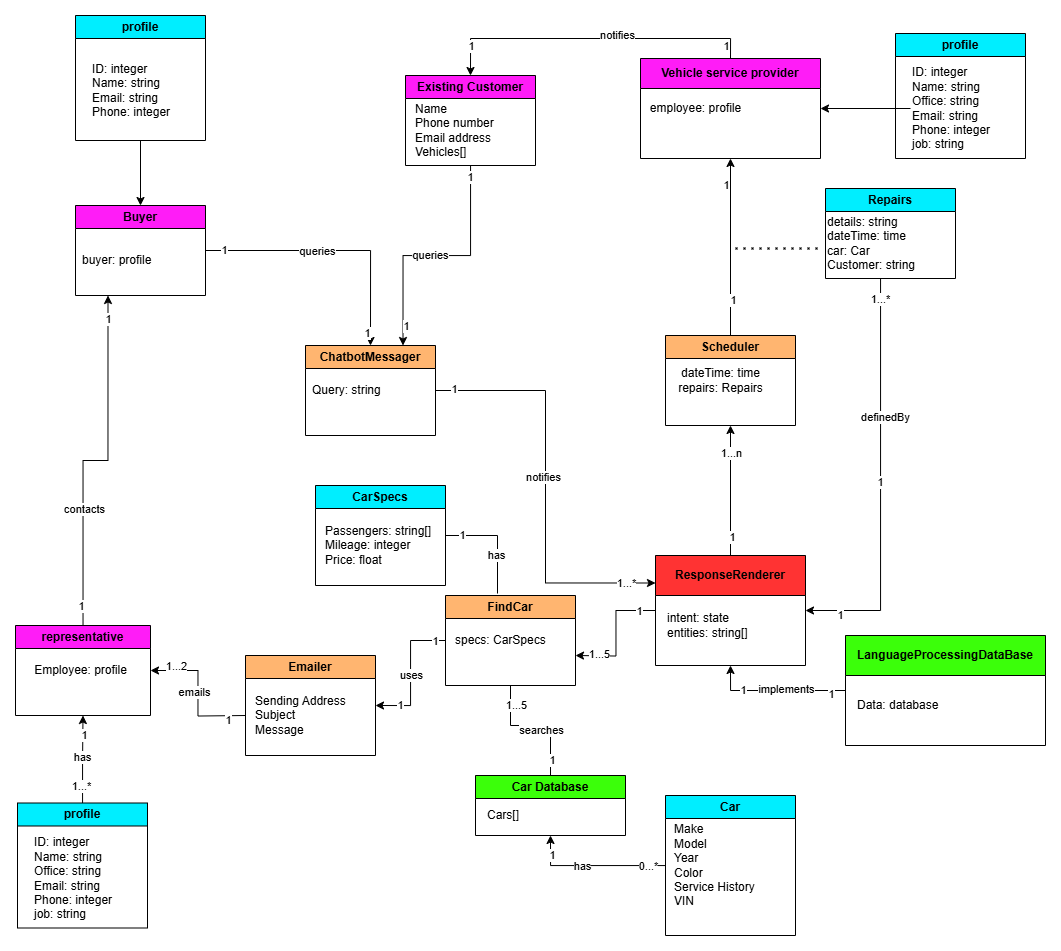 profile
ID: integer
Name: string
Email: string
Phone: integer
notifies
1
1
Existing Customer
Name
Phone number
Email address
Vehicles[]
1
Vehicle service provider
employee: profile
1
profile
ID: integer
Name: string
Office: string
Email: string
Phone: integer
job: string
Buyer
buyer: profile
1
queries
1
queries
1
1
Repairs
details: string
dateTime: time
car: Car
Customer: string
1...*
definedBy
1
1
1
Scheduler
dateTime: time
repairs: Repairs
1...n
1
ChatbotMessager
Query: string
1
notifies
1...*
contacts
1
CarSpecs
Passengers: string[]
Mileage: integer
Price: float
1
has
ResponseRenderer
intent: state
entities: string[]
1
1...5
FindCar
specs: CarSpecs
1
uses
1
1...5
searches
1
LanguageProcessingDataBase
Data: database
1
implements
1
representative
Employee: profile
1...2
emails
1
Emailer
Sending Address
Subject
Message
1
has
1...*
profile
ID: integer
Name: string
Office: string
Email: string
Phone: integer
job: string
Car Database
Cars[]
1
has
0...*
Car
Make
Model
Year
Color
Service History
VIN